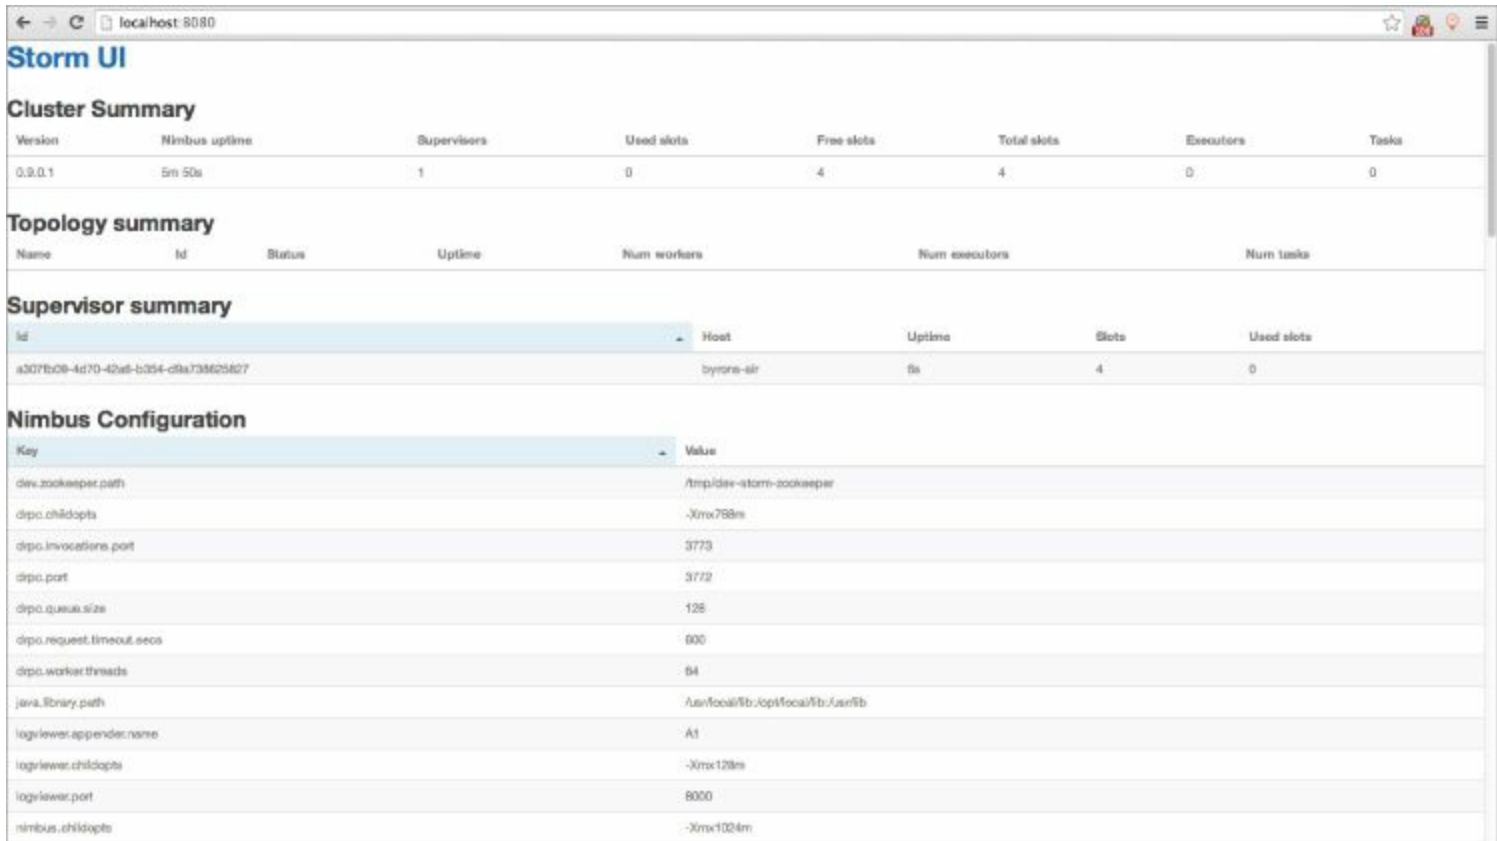 localhost:8080
Storm UI
Cluster Summary
Version Nimbus uptime Supervisors Used slots Free slots Total slots Executors Tasks
0.9.0.1 5m 50s 1 0 4 4 0 0
Topology summary
Name Id Status Uptime Num workers Num executors Num tasks
Supervisor summary
Id Host Uptime Slots Used slots
byrons-air 4 0
Nimbus Configuration
Key Value
dev.zookeeper.path /tmp/dev-storm-zookeeper
drpc.childopts -Xmx768m
drpc.invocations.port 3773
drpc.port 3772
drpc.queue.size 128
drpc.request.timeout.secs 600
drpc.worker.threads 64
java.library.path /usr/local/lib:/opt/local/lib:/usr/lib
logviewer.appender.name A1
logviewer.childopts -Xmx128m
logviewer.port 8000
nimbus.childopts -Xmx1024m